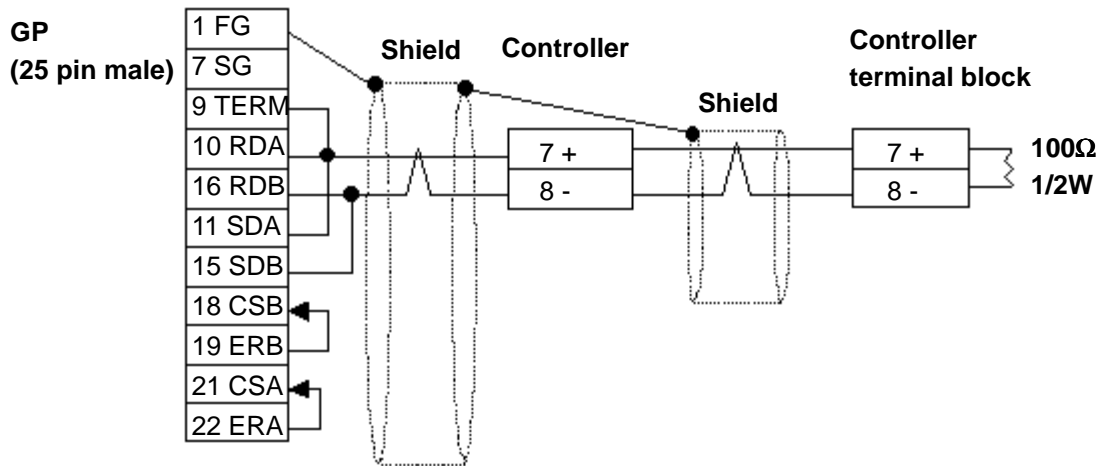 GP
(25 pin male)
1 FG
7 SG
9 TERM
10 RDA
16 RDB
11 SDA
15 SDB
18 CSB
19 ERB
21 CSA
22 ERA
Shield
Controller
7 +
8 -
Shield
Controller
terminal block
7 +
8 -
100Ω
1/2W